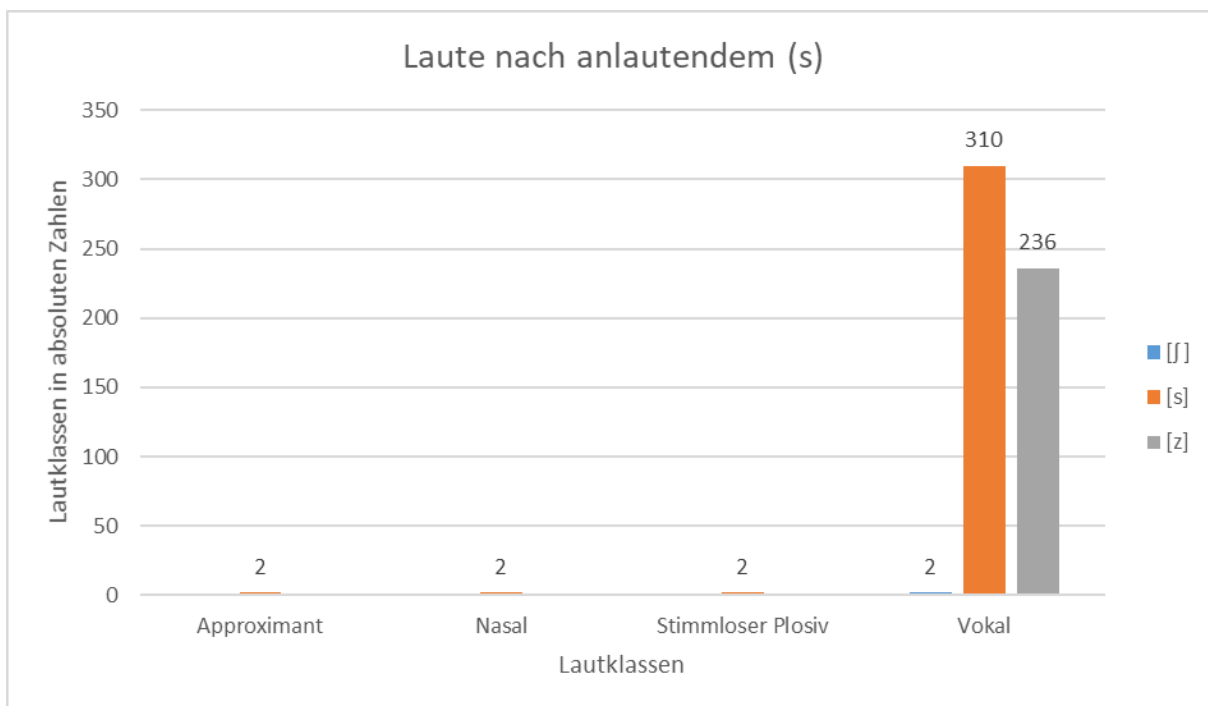 Laute nach anlautendem (s)
Lautklassen in absoluten Zahlen
350
300
250
200
150
100
50
0
2
2
2
2
310
236
Approximant
Nasal
Stimmloser Plosiv
Vokal
Lautklassen
[ʃ]
[s]
[z]